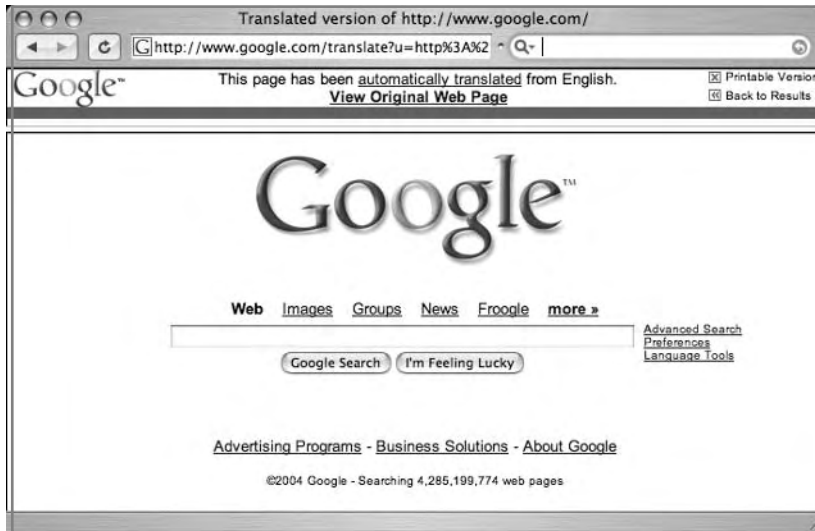 Translated version of http://www.google.com/
G http://www.google.com/translate?u=http%3A%2
Google™ This page has been automatically translated from English. Printable Version
View Original Web Page Back to Results
Google™
Web Images Groups News Froogle more »
Advanced Search
Preferences
Google Search I'm Feeling Lucky Language Tools
Advertising Programs - Business Solutions - About Google
©2004 Google - Searching 4,285,199,774 web pages